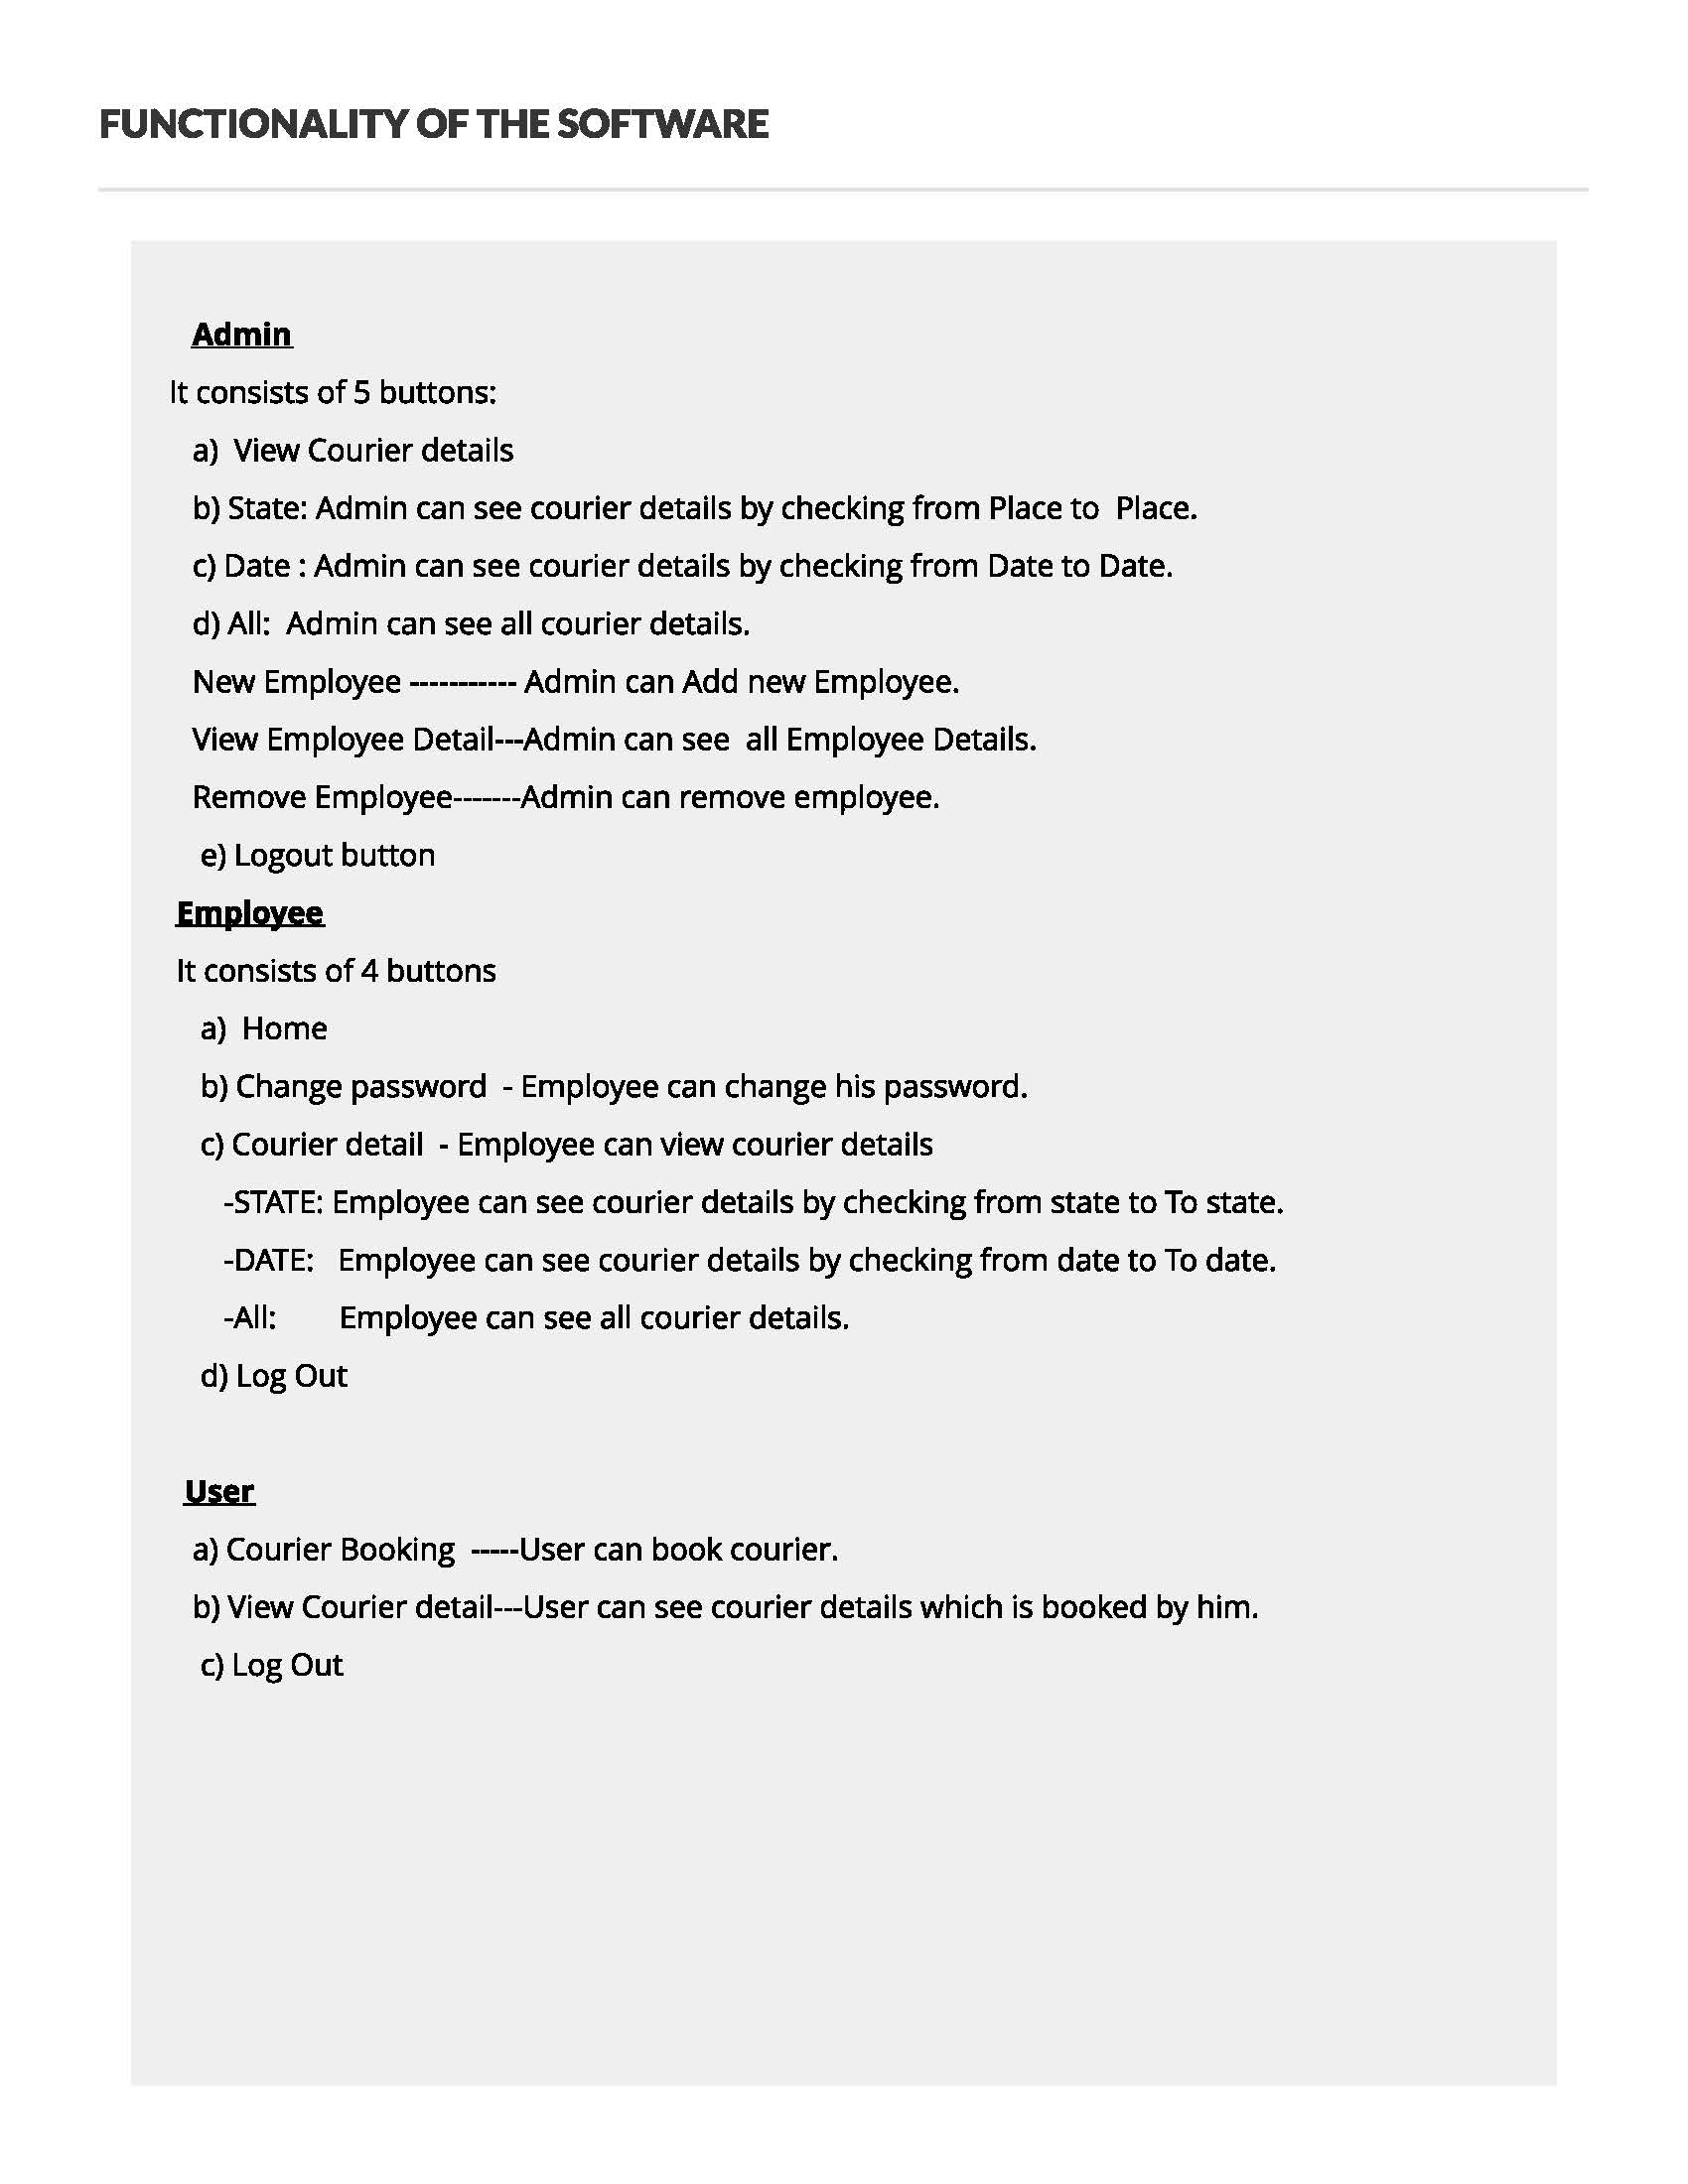 FUNCTIONALITY OF THE SOFTWARE
Admin
It consists of 5 buttons:
a)  View Courier details
b) State: Admin can see courier details by checking from Place to  Place.
c) Date : Admin can see courier details by checking from Date to Date.
d) All:  Admin can see all courier details.
New Employee ----------- Admin can Add new Employee.
View Employee Detail---Admin can see  all Employee Details.
Remove Employee-------Admin can remove employee.
e) Logout button
Employee
It consists of 4 buttons
a)  Home
b) Change password  - Employee can change his password.
c) Courier detail  - Employee can view courier details
-STATE: Employee can see courier details by checking from state to To state.
-DATE:   Employee can see courier details by checking from date to To date.
-All:       Employee can see all courier details.
d) Log Out
User
a) Courier Booking  -----User can book courier.
b) View Courier detail---User can see courier details which is booked by him.
c) Log Out